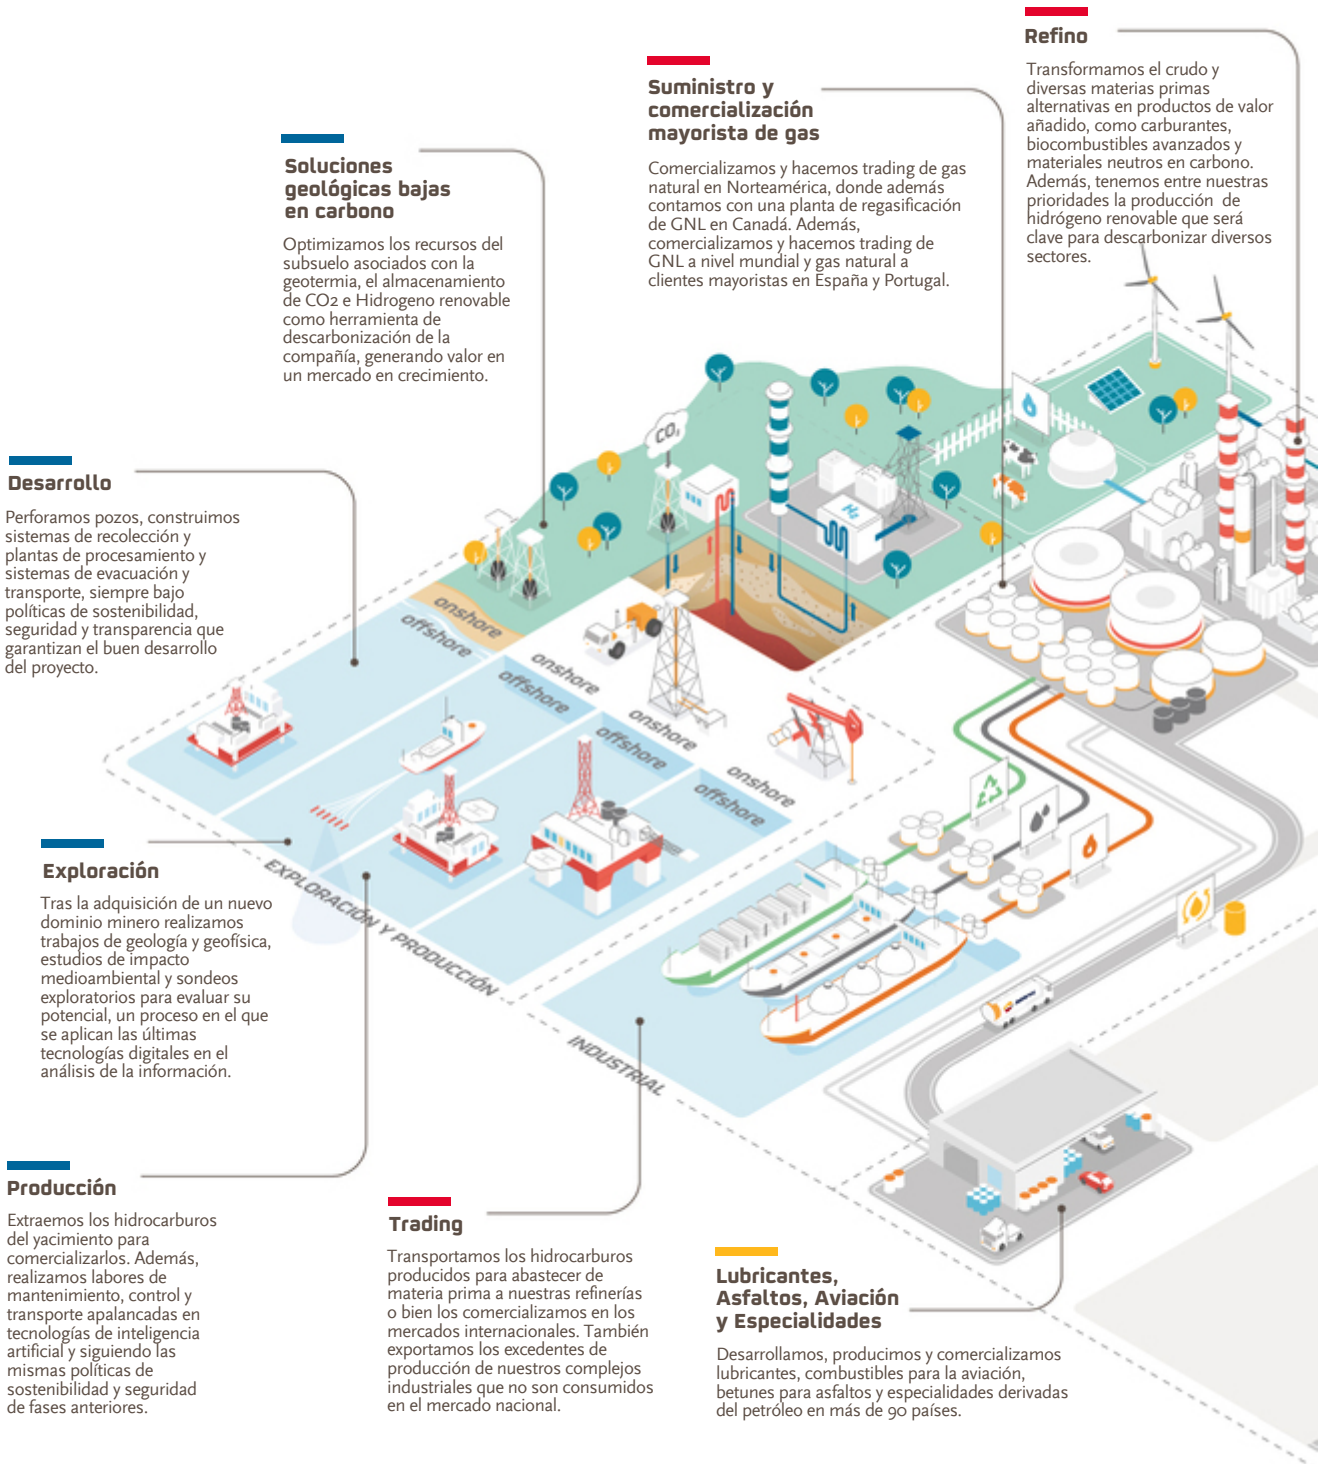 Refino
Transformamos el crudo y
diversas materias primas
alternativas en productos de valor
añadido, como carburantes,
biocombustibles avanzados y
materiales neutros en carbono.
Además, tenemos entre nuestras
prioridades la producción de
hidrógeno renovable que será
clave para descarbonizar diversos
sectores.
Suministro y
comercialización
mayorista de gas
Comercializamos y hacemos trading de gas
natural en Norteamérica, donde además
contamos con una planta de regasificación
de GNL en Canadá. Además,
comercializamos y hacemos trading de
GNL a nivel mundial y gas natural a
clientes mayoristas en España y Portugal.
Soluciones
geológicas bajas
en carbono
Optimizamos los recursos del
subsuelo asociados con la
geotermia, el almacenamiento
de CO2 e Hidrogeno renovable
como herramienta de
descarbonización de la
compañía, generando valor en
un mercado en crecimiento.
CO₂
H₂
Desarrollo
Perforamos pozos, construimos
sistemas de recolección y
plantas de procesamiento y
sistemas de evacuación y
transporte, siempre bajo
políticas de sostenibilidad,
seguridad y transparencia que
garantizan el buen desarrollo
del proyecto.
onshore
offshore
onshore
offshore
onshore
offshore
onshore
offshore
EXPLORACIÓN Y PRODUCCIÓN
INDUSTRIAL
Exploración
Tras la adquisición de un nuevo
dominio minero realizamos
trabajos de geología y geofísica,
estudios de impacto
medioambiental y sondeos
exploratorios para evaluar su
potencial, un proceso en el que
se aplican las últimas
tecnologías digitales en el
análisis de la información.
Producción
Extraemos los hidrocarburos
del yacimiento para
comercializarlos. Además,
realizamos labores de
mantenimiento, control y
transporte apalancadas en
tecnologías de inteligencia
artificial y siguiendo las
mismas políticas de
sostenibilidad y seguridad
de fases anteriores.
Trading
Transportamos los hidrocarburos
producidos para abastecer de
materia prima a nuestras refinerías
o bien los comercializamos en los
mercados internacionales. También
exportamos los excedentes de
producción de nuestros complejos
industriales que no son consumidos
en el mercado nacional.
Lubricantes,
Asfaltos, Aviación
y Especialidades
Desarrollamos, producimos y comercializamos
lubricantes, combustibles para la aviación,
betunes para asfaltos y especialidades derivadas
del petróleo en más de 90 países.